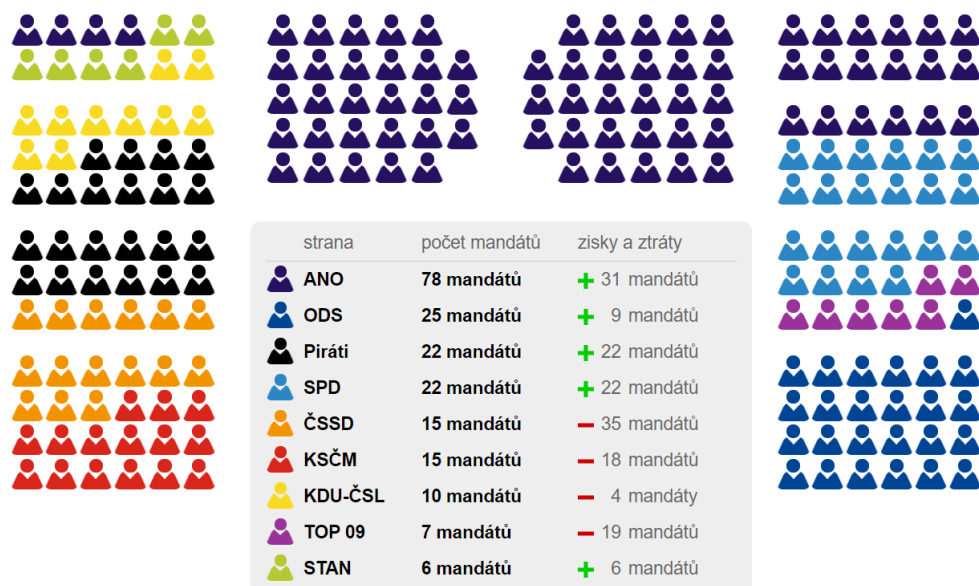 strana počet mandátů zisky a ztráty
ANO 78 mandátů + 31 mandátů
ODS 25 mandátů + 9 mandátů
Piráti 22 mandátů + 22 mandátů
SPD 22 mandátů + 22 mandátů
ČSSD 15 mandátů − 35 mandátů
KSČM 15 mandátů − 18 mandátů
KDU-ČSL 10 mandátů − 4 mandáty
TOP 09 7 mandátů − 19 mandátů
STAN 6 mandátů + 6 mandátů